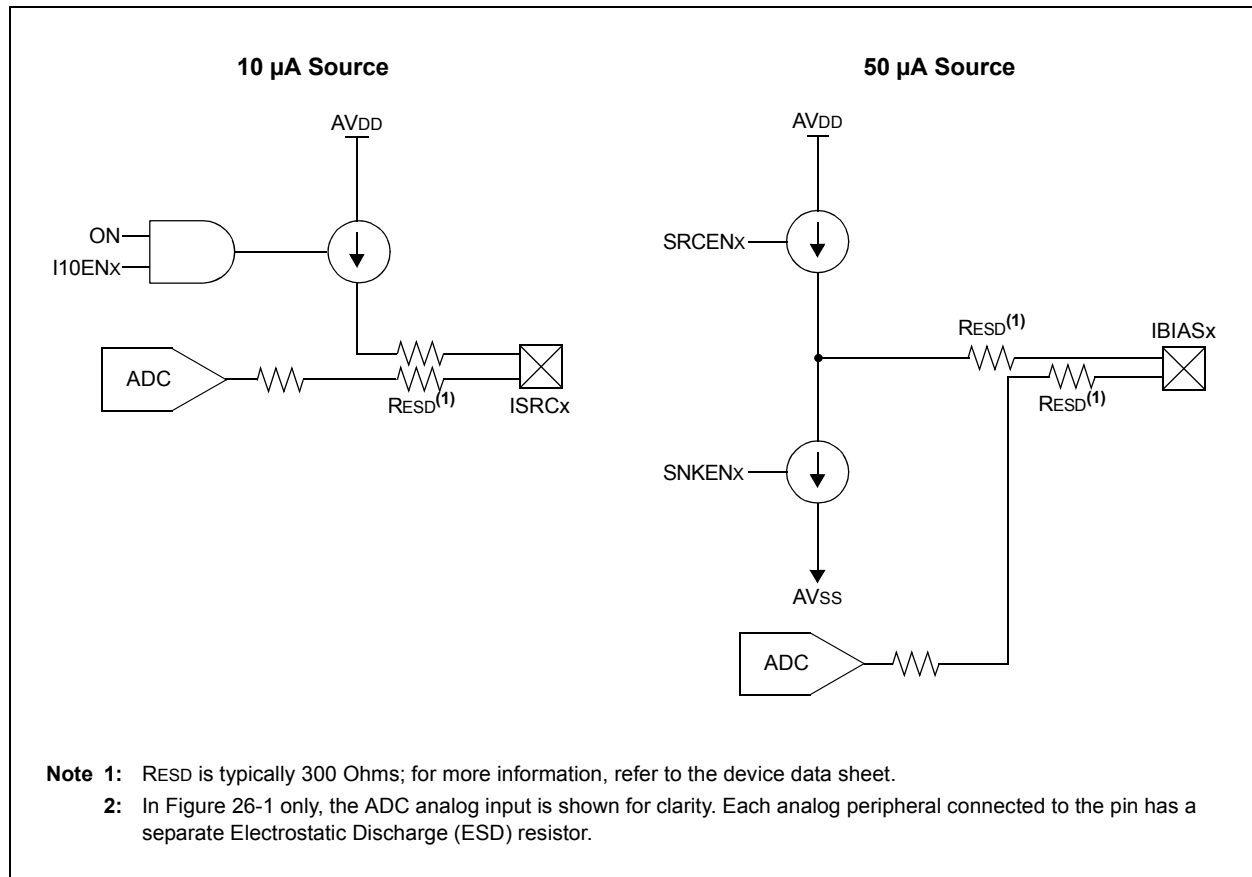 10 µA Source
AVDD
ON
I10ENx
ADC
RESD(1)
ISRCx
50 µA Source
AVDD
SRCENx
RESD(1)
IBIASx
RESD(1)
SNKENx
AVSS
ADC
Note 1: RESD is typically 300 Ohms; for more information, refer to the device data sheet.
2: In Figure 26-1 only, the ADC analog input is shown for clarity. Each analog peripheral connected to the pin has a
separate Electrostatic Discharge (ESD) resistor.